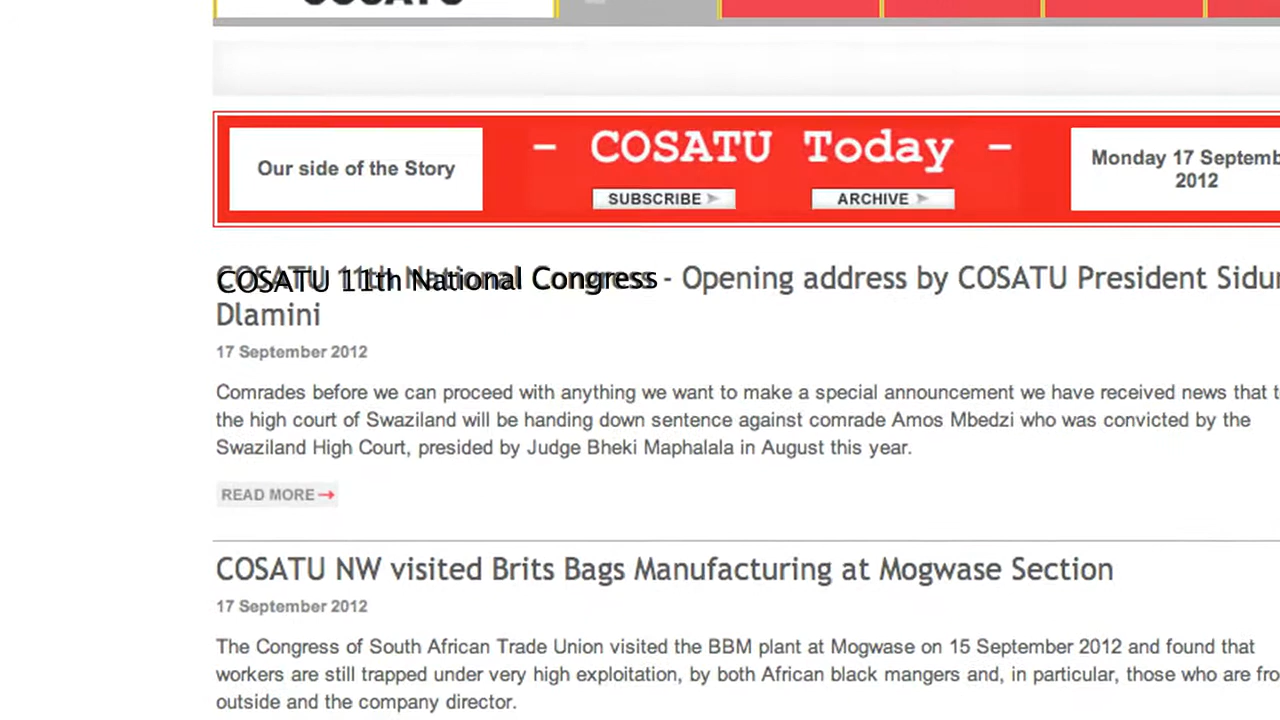 COSATU
Our side of the Story
- COSATU Today -
SUBSCRIBE
ARCHIVE
Monday 17 Septemb
2012
COSATU 11th National Congress - Opening address by COSATU President Sidu
COSATU 11th National Congress
Dlamini
17 September 2012
Comrades before we can proceed with anything we want to make a special announcement we have received news that t
the high court of Swaziland will be handing down sentence against comrade Amos Mbedzi who was convicted by the
Swaziland High Court, presided by Judge Bheki Maphalala in August this year.
READ MORE
COSATU NW visited Brits Bags Manufacturing at Mogwase Section
17 September 2012
The Congress of South African Trade Union visited the BBM plant at Mogwase on 15 September 2012 and found that
workers are still trapped under very high exploitation, by both African black mangers and, in particular, those who are fro
outside and the company director.